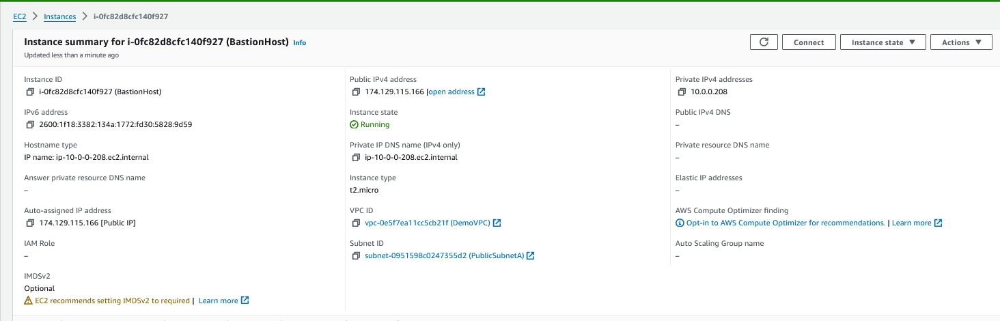 EC2 > Instances > i-0fc82d8cfc140f927
Instance summary for i-0fc82d8cfc140f927 (BastionHost) Info
Updated less than a minute ago
Connect
Instance state
Actions
Instance ID
i-0fc82d8cfc140f927 (BastionHost)
Public IPv4 address
174.129.115.166 |open address
Private IPv4 addresses
10.0.0.208
IPv6 address
2600:1f18:3382:134a:1772:fd30:5828:9d59
Instance state
Running
Public IPv4 DNS
–
Hostname type
IP name: ip-10-0-0-208.ec2.internal
Private IP DNS name (IPv4 only)
ip-10-0-0-208.ec2.internal
Private resource DNS name
–
Answer private resource DNS name
–
Instance type
t2.micro
Elastic IP addresses
–
Auto-assigned IP address
174.129.115.166 [Public IP]
VPC ID
vpc-0e5f7ea11cc5cb21f (DemoVPC)
AWS Compute Optimizer finding
Opt-in to AWS Compute Optimizer for recommendations. | Learn more
IAM Role
–
Subnet ID
subnet-0951598c0247355d2 (PublicSubnetA)
Auto Scaling Group name
–
IMDSv2
Optional
EC2 recommends setting IMDSv2 to required | Learn more